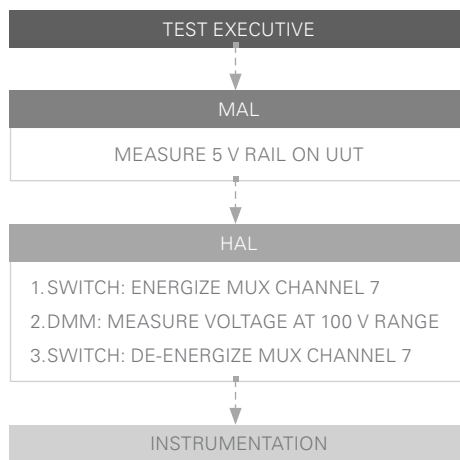 TEST EXECUTIVE
MAL
MEASURE 5 V RAIL ON UUT
HAL
1. SWITCH: ENERGIZE MUX CHANNEL 7
2. DMM: MEASURE VOLTAGE AT 100 V RANGE
3. SWITCH: DE-ENERGIZE MUX CHANNEL 7
INSTRUMENTATION